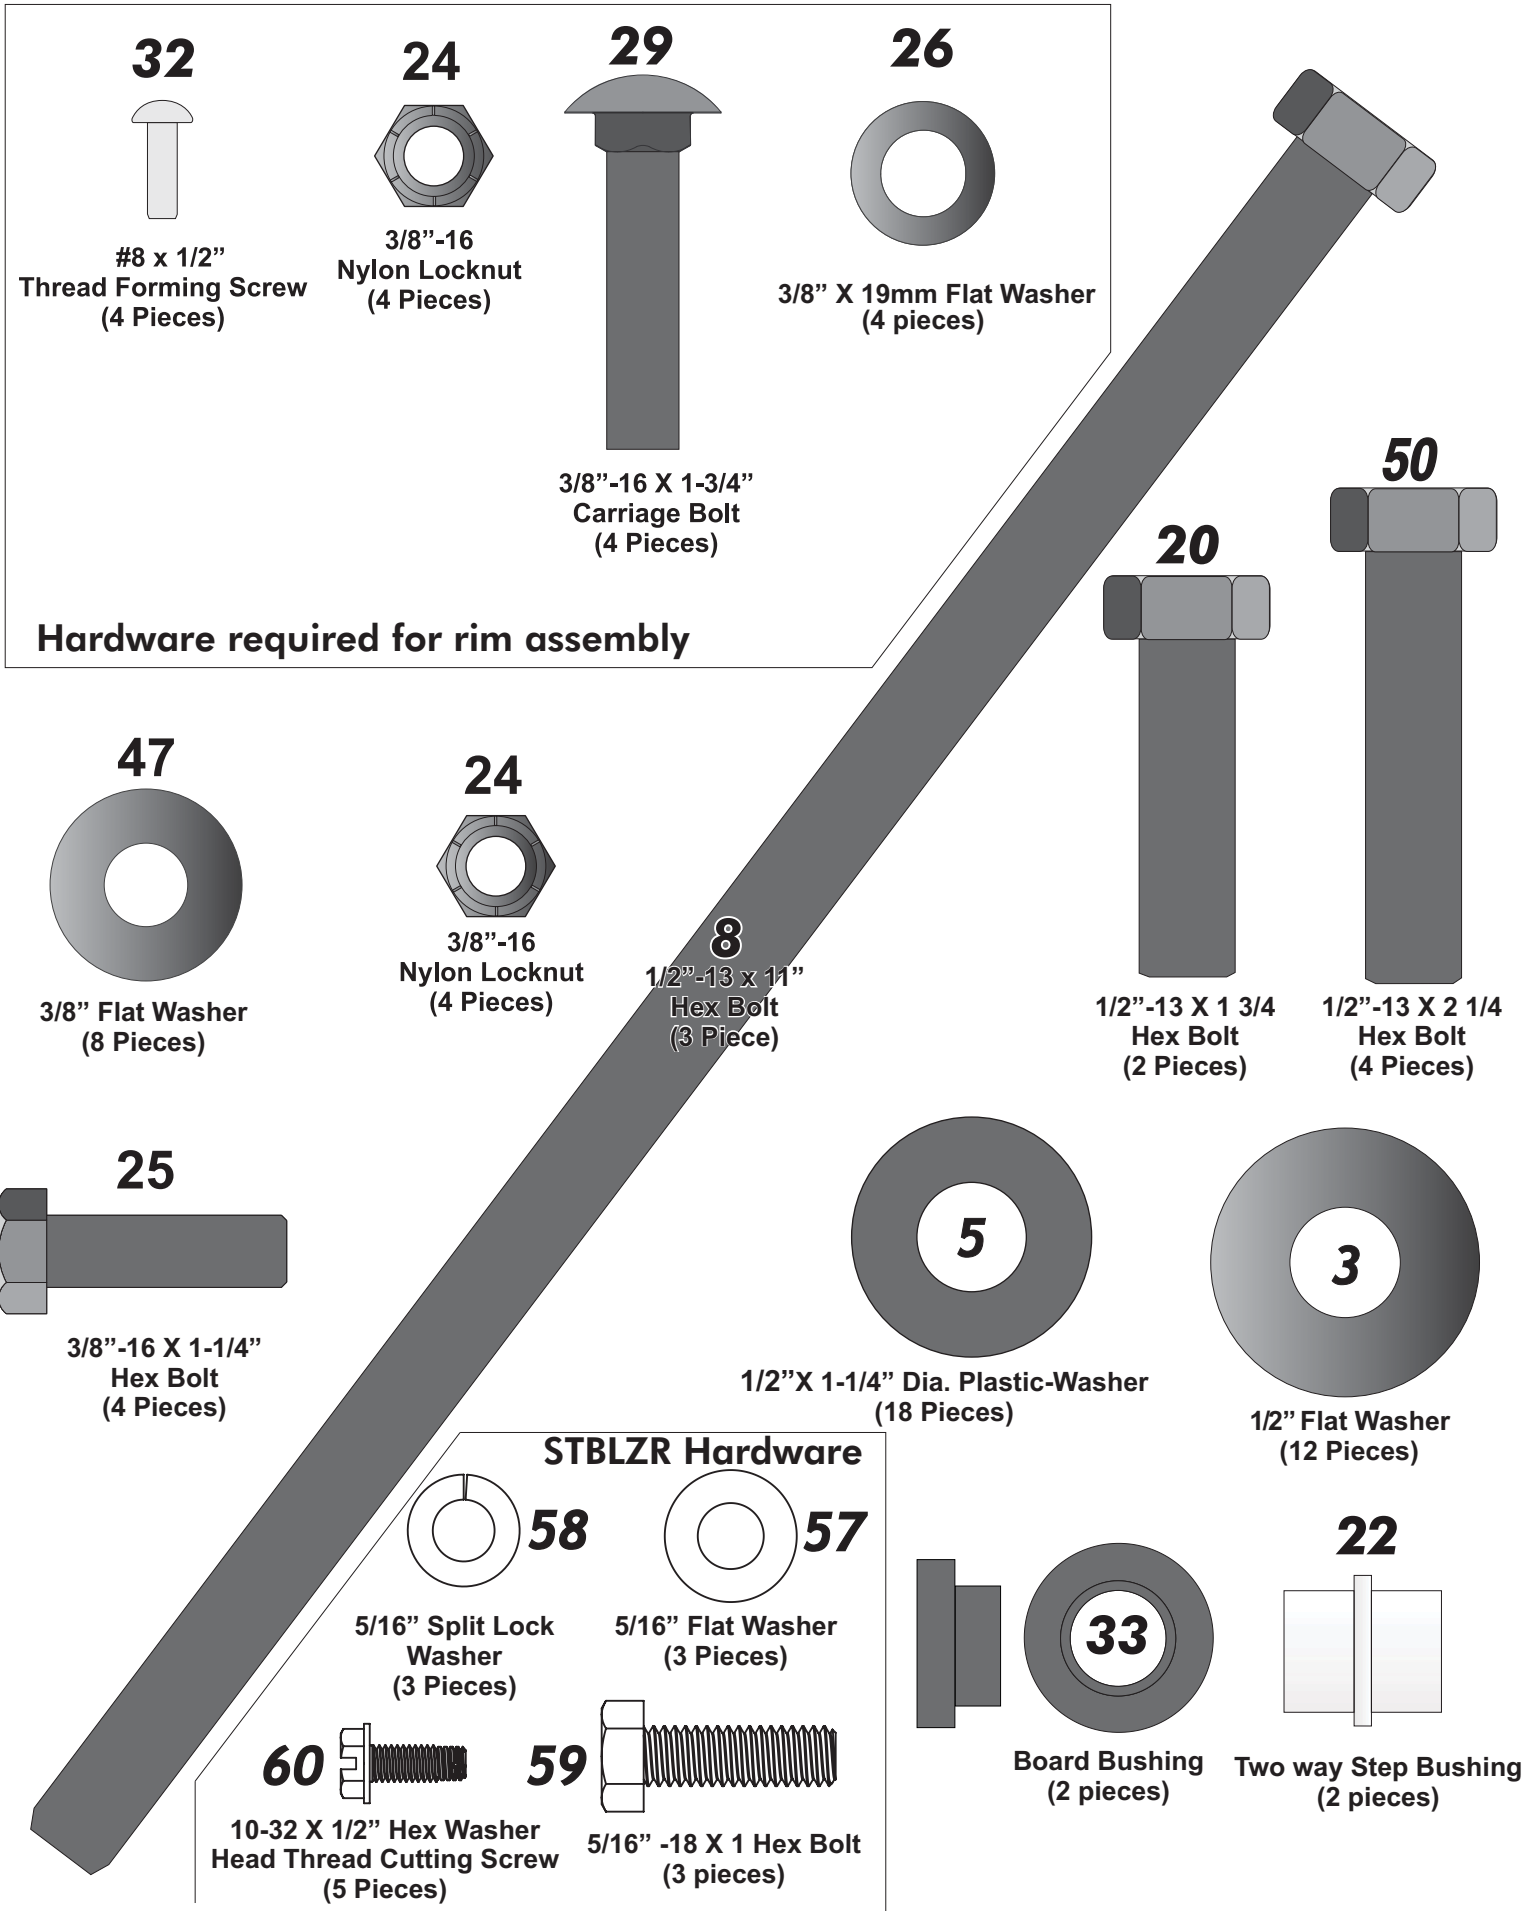 32
#8 x 1/2”
Thread Forming Screw
(4 Pieces)
24
3/8”-16
Nylon Locknut
(4 Pieces)
29
3/8”-16 X 1-3/4”
Carriage Bolt
(4 Pieces)
26
3/8” X 19mm Flat Washer
(4 pieces)
Hardware required for rim assembly
50
1/2”-13 X 2 1/4
Hex Bolt
(4 Pieces)
20
1/2”-13 X 1 3/4
Hex Bolt
(2 Pieces)
47
3/8” Flat Washer
(8 Pieces)
24
3/8”-16
Nylon Locknut
(4 Pieces)
8
1/2”-13 x 11”
Hex Bolt
(3 Piece)
25
3/8”-16 X 1-1/4”
Hex Bolt
(4 Pieces)
5
1/2”X 1-1/4” Dia. Plastic-Washer
(18 Pieces)
3
1/2” Flat Washer
(12 Pieces)
STBLZR Hardware
58
5/16” Split Lock
Washer
(3 Pieces)
57
5/16” Flat Washer
(3 Pieces)
60
10-32 X 1/2” Hex Washer
Head Thread Cutting Screw
(5 Pieces)
59
5/16” -18 X 1 Hex Bolt
(3 pieces)
33
Board Bushing
(2 pieces)
22
Two way Step Bushing
(2 pieces)